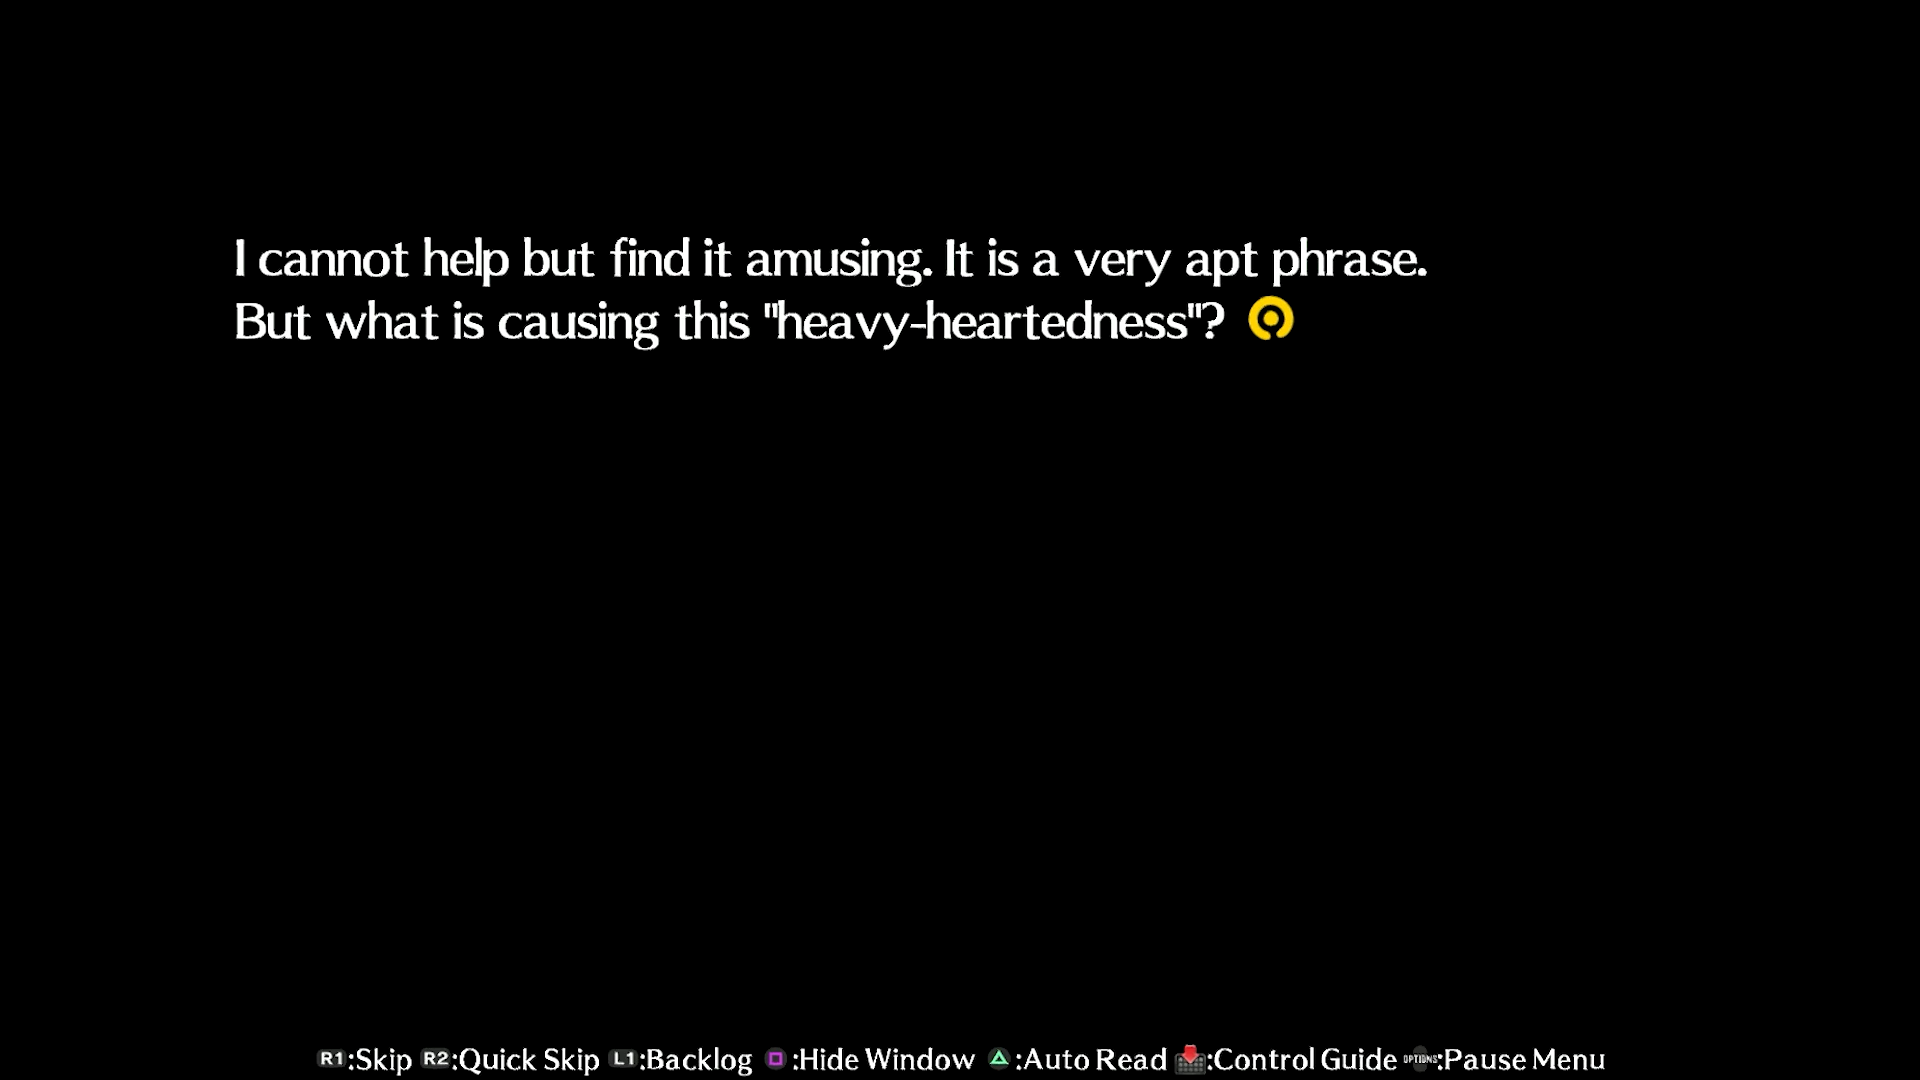 I cannot help but find it amusing. It is a very apt phrase.
But what is causing this "heavy-heartedness"?
R1:Skip R2:Quick Skip L1:Backlog :Hide Window :Auto Read :Control Guide OPTIONS:Pause Menu